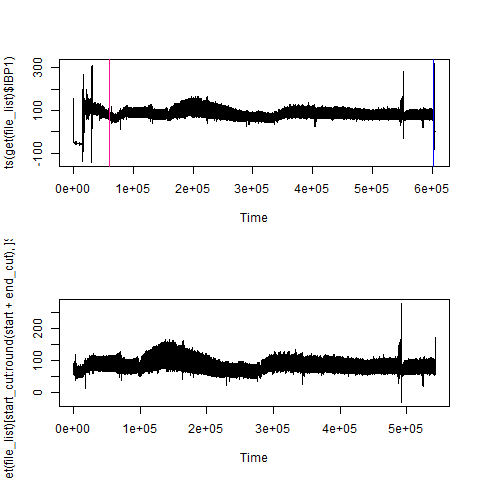 ts(get(file_list)$IBP1)
300
100
-100
0e+00 1e+05 2e+05 3e+05 4e+05 5e+05 6e+05
Time
et(file_list)[start_cut:round(start + end_cut), ]$
200
100
0
0e+00 1e+05 2e+05 3e+05 4e+05 5e+05
Time